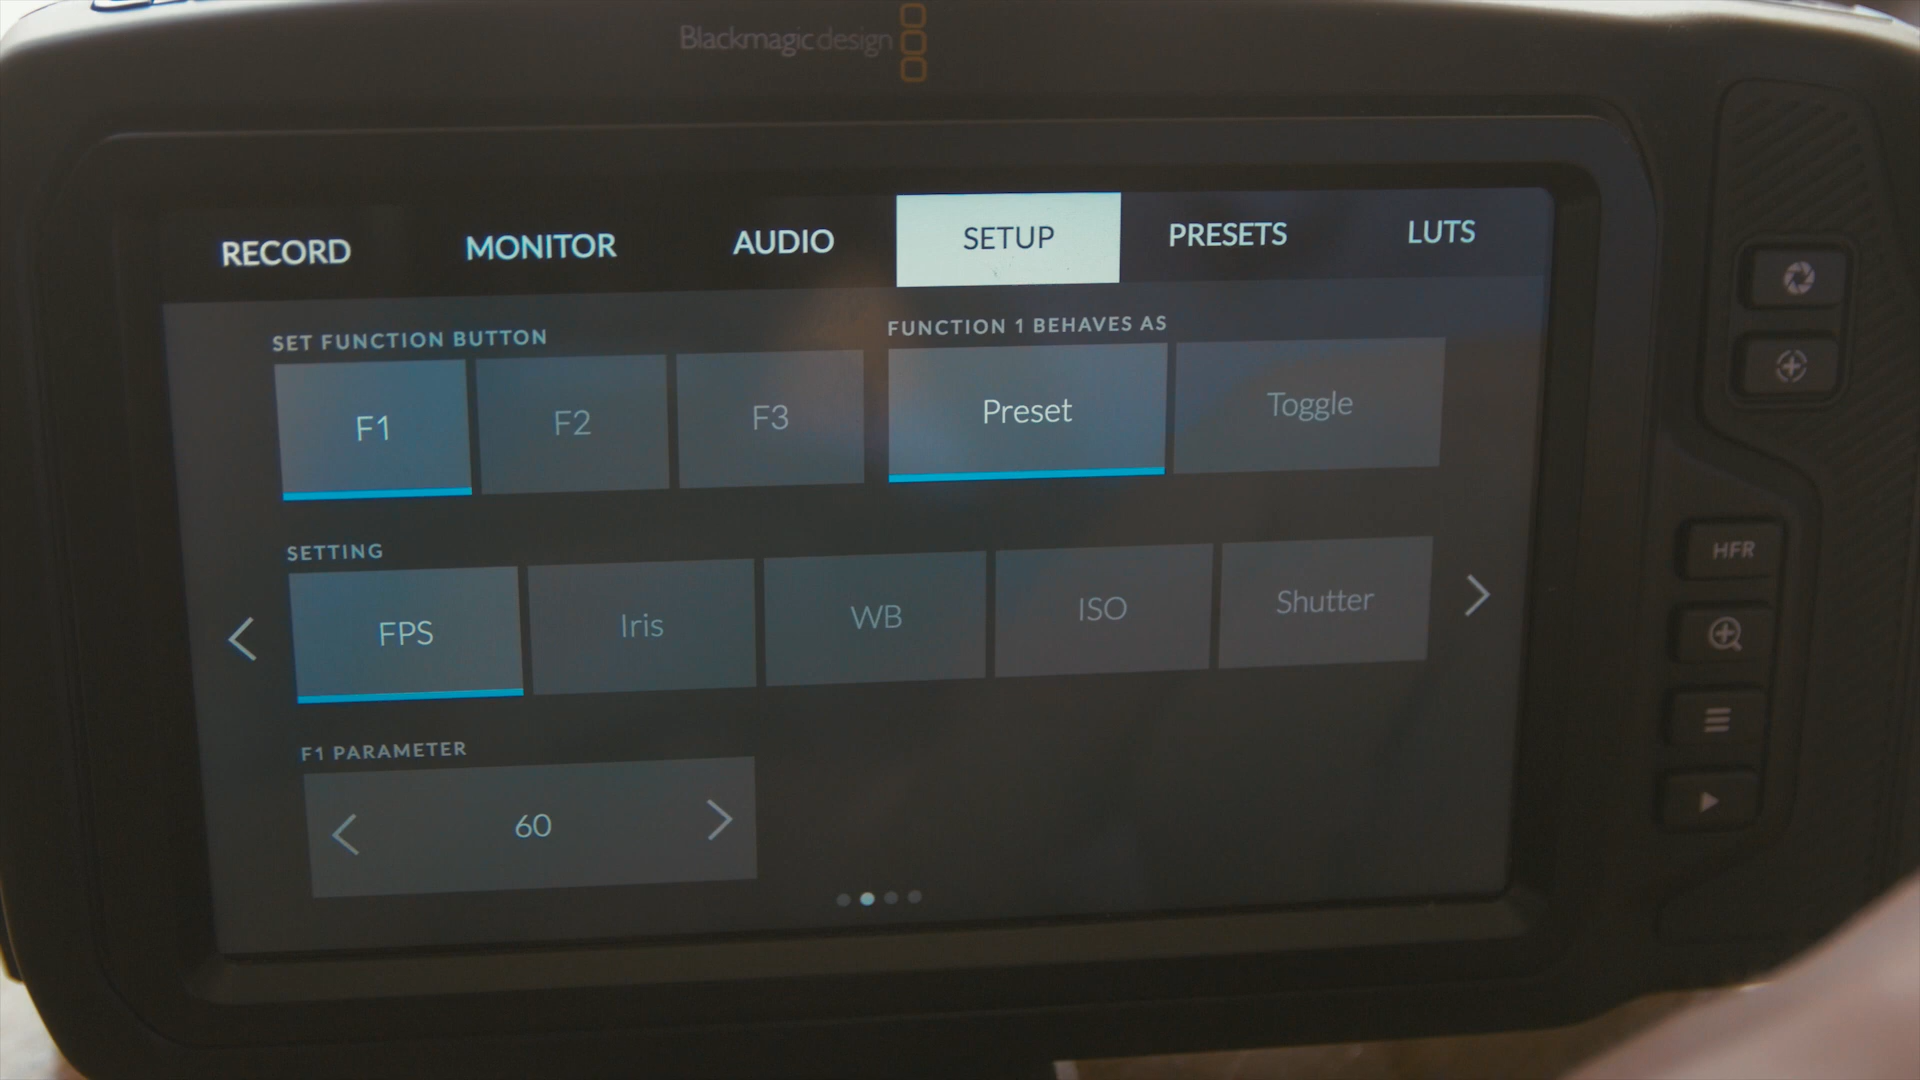 Blackmagicdesign
RECORD MONITOR AUDIO SETUP PRESETS LUTS
SET FUNCTION BUTTON
FUNCTION 1 BEHAVES AS
F1 F2 F3 Preset Toggle
SETTING
FPS Iris WB ISO Shutter
F1 PARAMETER
60
HFR